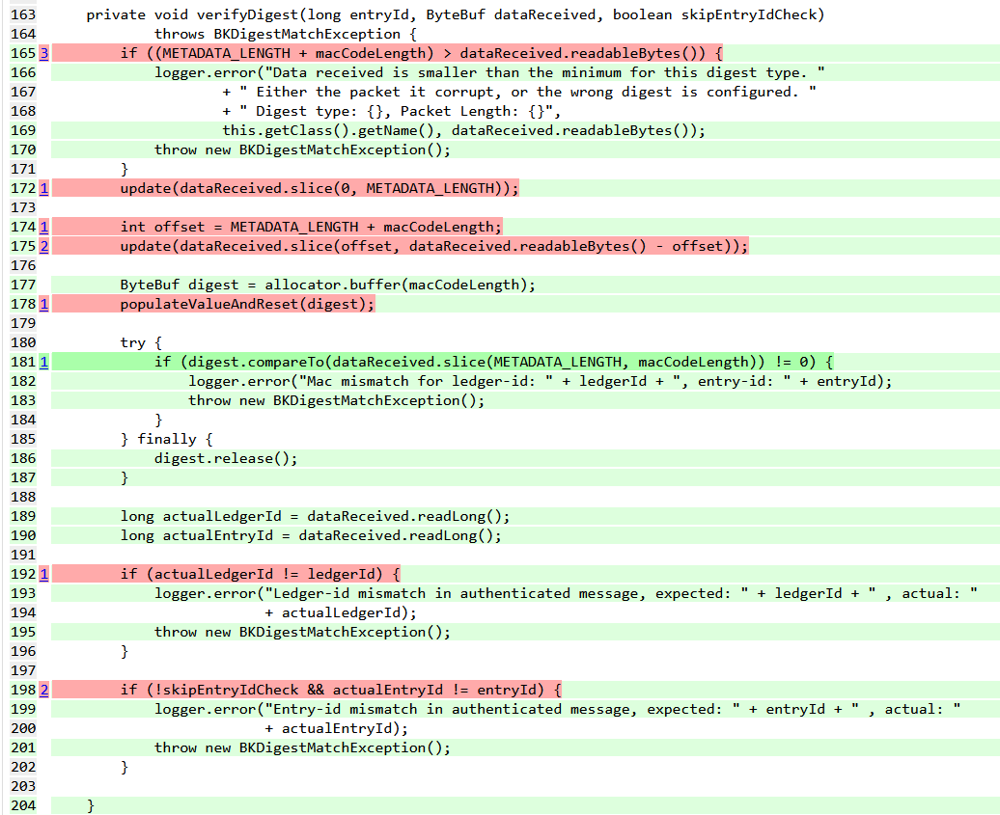 163 private void verifyDigest(long entryId, ByteBuf dataReceived, boolean skipEntryIdCheck)
164 throws BKDigestMatchException {
165 3 if ((METADATA_LENGTH + macCodeLength) > dataReceived.readableBytes()) {
166 logger.error("Data received is smaller than the minimum for this digest type. "
167 + " Either the packet it corrupt, or the wrong digest is configured. "
168 + " Digest type: {}, Packet Length: {}",
169 this.getClass().getName(), dataReceived.readableBytes());
170 throw new BKDigestMatchException();
171 }
172 1 update(dataReceived.slice(0, METADATA_LENGTH));
173
174 1 int offset = METADATA_LENGTH + macCodeLength;
175 2 update(dataReceived.slice(offset, dataReceived.readableBytes() - offset));
176
177 ByteBuf digest = allocator.buffer(macCodeLength);
178 1 populateValueAndReset(digest);
179
180 try {
181 1 if (digest.compareTo(dataReceived.slice(METADATA_LENGTH, macCodeLength)) != 0) {
182 logger.error("Mac mismatch for ledger-id: " + ledgerId + ", entry-id: " + entryId);
183 throw new BKDigestMatchException();
184 }
185 } finally {
186 digest.release();
187 }
188
189 long actualLedgerId = dataReceived.readLong();
190 long actualEntryId = dataReceived.readLong();
191
192 1 if (actualLedgerId != ledgerId) {
193 logger.error("Ledger-id mismatch in authenticated message, expected: " + ledgerId + " , actual: "
194 + actualLedgerId);
195 throw new BKDigestMatchException();
196 }
197
198 2 if (!skipEntryIdCheck && actualEntryId != entryId) {
199 logger.error("Entry-id mismatch in authenticated message, expected: " + entryId + " , actual: "
200 + actualEntryId);
201 throw new BKDigestMatchException();
202 }
203
204 }